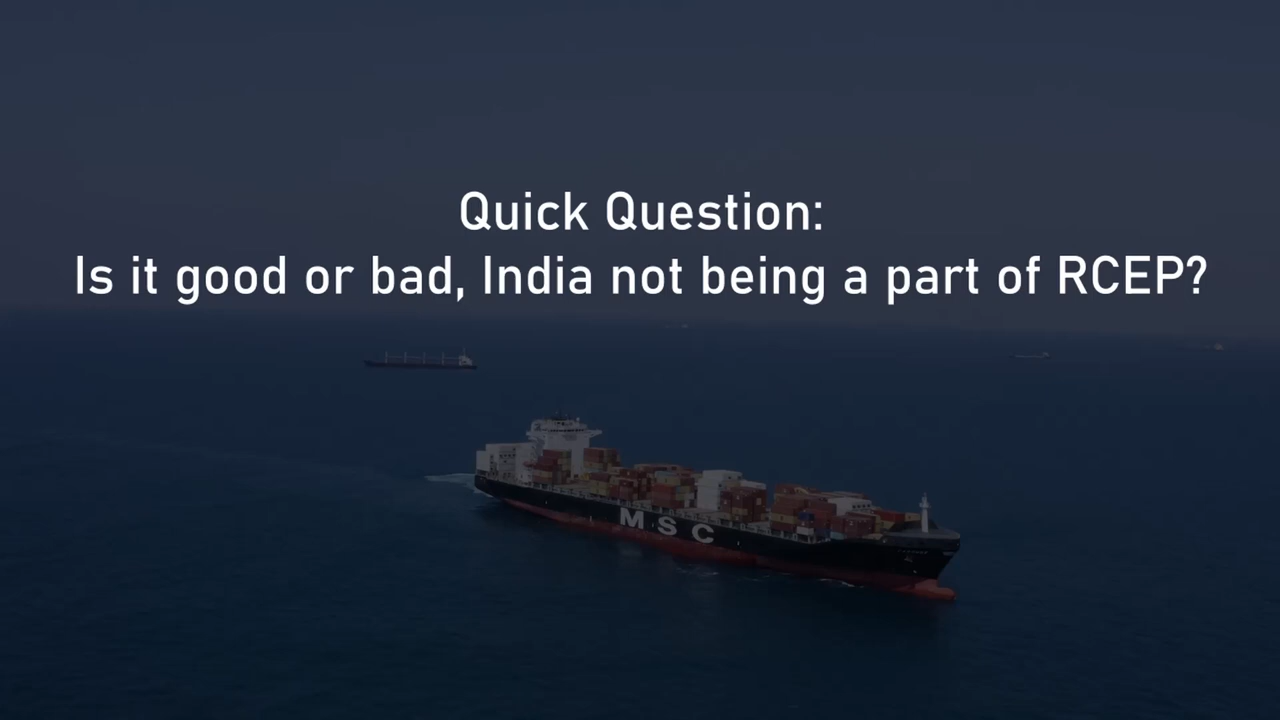 Quick Question:
Is it good or bad, India not being a part of RCEP?
MSC